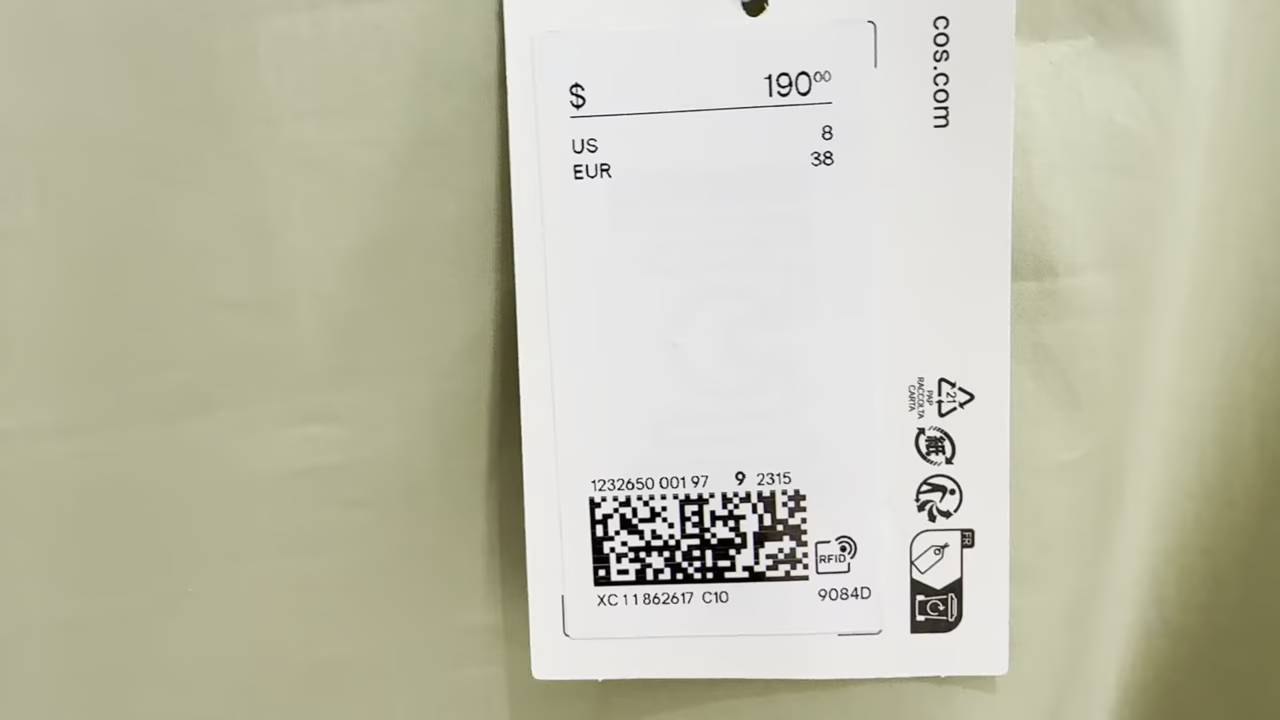 $ 190⁰⁰
US 8
EUR 38
1232650 001 97 9 2315
XC 11 862617 C10 9084D
RFID
cos.com
21
PAP
RACCOLTA
CARTA
紙
FR